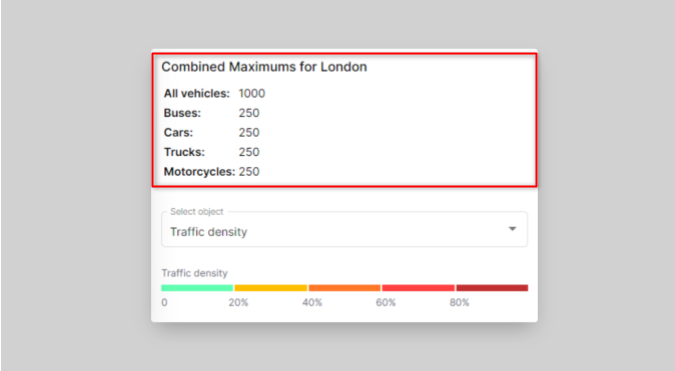 Combined Maximums for London
All vehicles: 1000
Buses: 250
Cars: 250
Trucks: 250
Motorcycles: 250
Select object
Traffic density
Traffic density
0 20% 40% 60% 80%